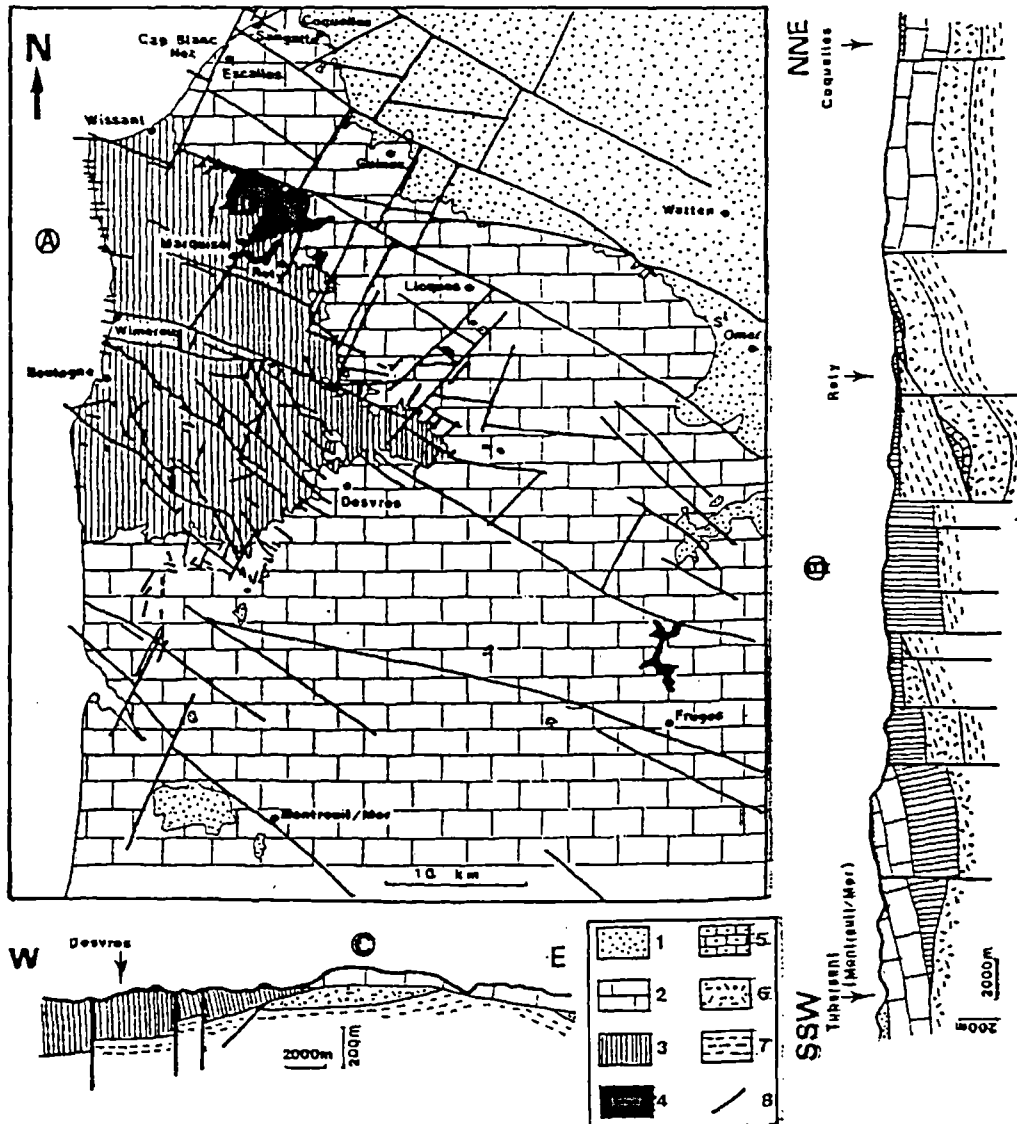 N
Coquelles
Sangatte
Cap Blanc
Nez
Escalles
Wissant
Guines
Watten
A
Marquise
Licques
St
Omer
Boulogne
Desvres
Fruges
Montreuil/Mer
10 km
W
Desvres
C
E
2000m
200m
1
2
3
4
5
6
7
8
NNE
Coquelles
Rety
B
SSW
Tubersent
(Montreuil/Mer)
2000m
200m